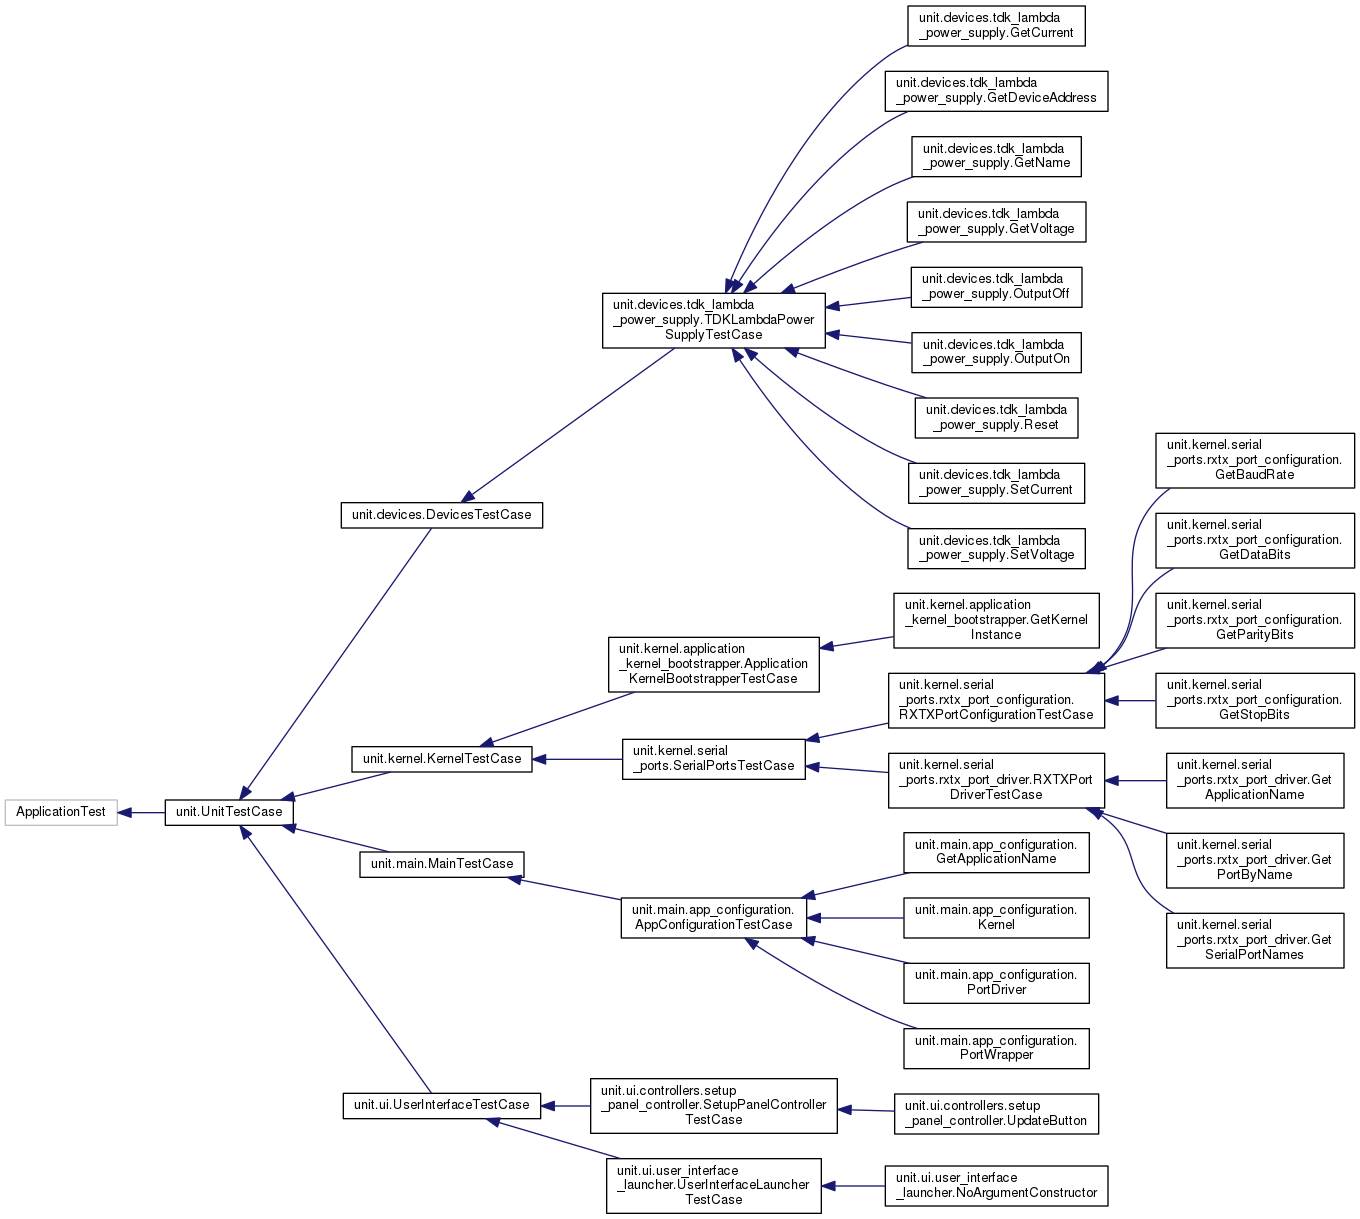 ApplicationTest
unit.UnitTestCase
unit.devices.DevicesTestCase
unit.kernel.KernelTestCase
unit.main.MainTestCase
unit.ui.UserInterfaceTestCase
unit.devices.tdk_lambda
_power_supply.TDKLambdaPower
SupplyTestCase
unit.kernel.application
_kernel_bootstrapper.Application
KernelBootstrapperTestCase
unit.kernel.serial
_ports.SerialPortsTestCase
unit.main.app_configuration.
AppConfigurationTestCase
unit.ui.controllers.setup
_panel_controller.SetupPanelController
TestCase
unit.ui.user_interface
_launcher.UserInterfaceLauncher
TestCase
unit.devices.tdk_lambda
_power_supply.GetCurrent
unit.devices.tdk_lambda
_power_supply.GetDeviceAddress
unit.devices.tdk_lambda
_power_supply.GetName
unit.devices.tdk_lambda
_power_supply.GetVoltage
unit.devices.tdk_lambda
_power_supply.OutputOff
unit.devices.tdk_lambda
_power_supply.OutputOn
unit.devices.tdk_lambda
_power_supply.Reset
unit.devices.tdk_lambda
_power_supply.SetCurrent
unit.devices.tdk_lambda
_power_supply.SetVoltage
unit.kernel.application
_kernel_bootstrapper.GetKernel
Instance
unit.kernel.serial
_ports.rxtx_port_configuration.
RXTXPortConfigurationTestCase
unit.kernel.serial
_ports.rxtx_port_driver.RXTXPort
DriverTestCase
unit.main.app_configuration.
GetApplicationName
unit.main.app_configuration.
Kernel
unit.main.app_configuration.
PortDriver
unit.main.app_configuration.
PortWrapper
unit.ui.controllers.setup
_panel_controller.UpdateButton
unit.ui.user_interface
_launcher.NoArgumentConstructor
unit.kernel.serial
_ports.rxtx_port_configuration.
GetBaudRate
unit.kernel.serial
_ports.rxtx_port_configuration.
GetDataBits
unit.kernel.serial
_ports.rxtx_port_configuration.
GetParityBits
unit.kernel.serial
_ports.rxtx_port_configuration.
GetStopBits
unit.kernel.serial
_ports.rxtx_port_driver.Get
ApplicationName
unit.kernel.serial
_ports.rxtx_port_driver.Get
PortByName
unit.kernel.serial
_ports.rxtx_port_driver.Get
SerialPortNames